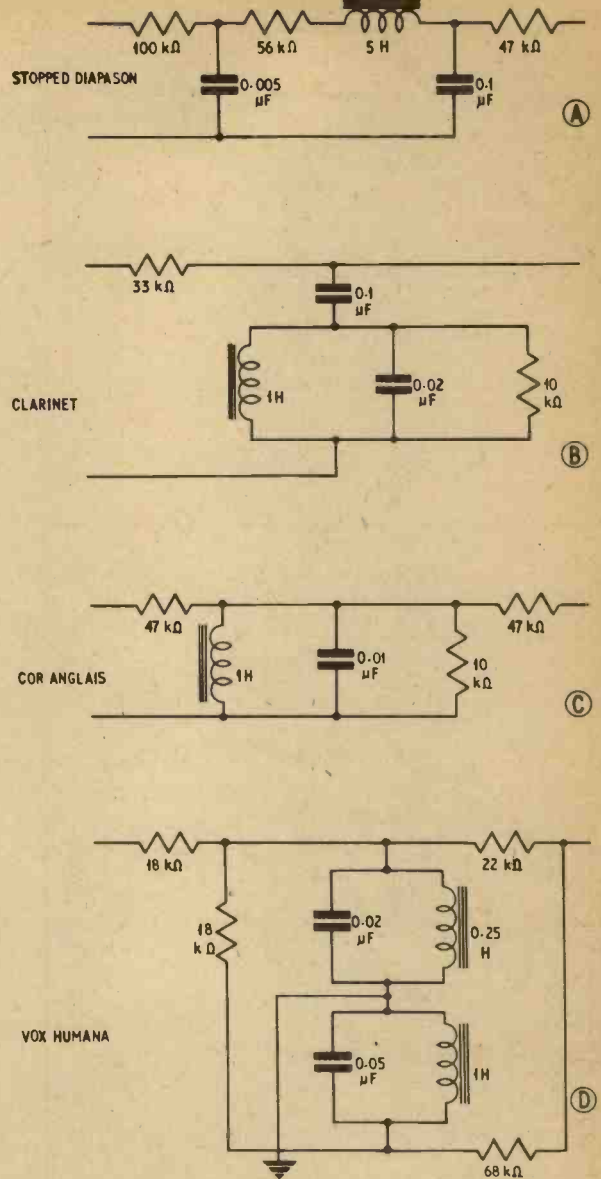 100 kΩ
56 kΩ
5 H
47 kΩ
STOPPED DIAPASON
0·005
µF
0·1
µF
A
33 kΩ
0·1
µF
1H
0·02
µF
10
kΩ
CLARINET
B
47 kΩ
47 kΩ
1H
0·01
µF
10
kΩ
COR ANGLAIS
C
18 kΩ
22 kΩ
18
kΩ
0·02
µF
0·25
H
VOX HUMANA
0·05
µF
1H
D
68 kΩ